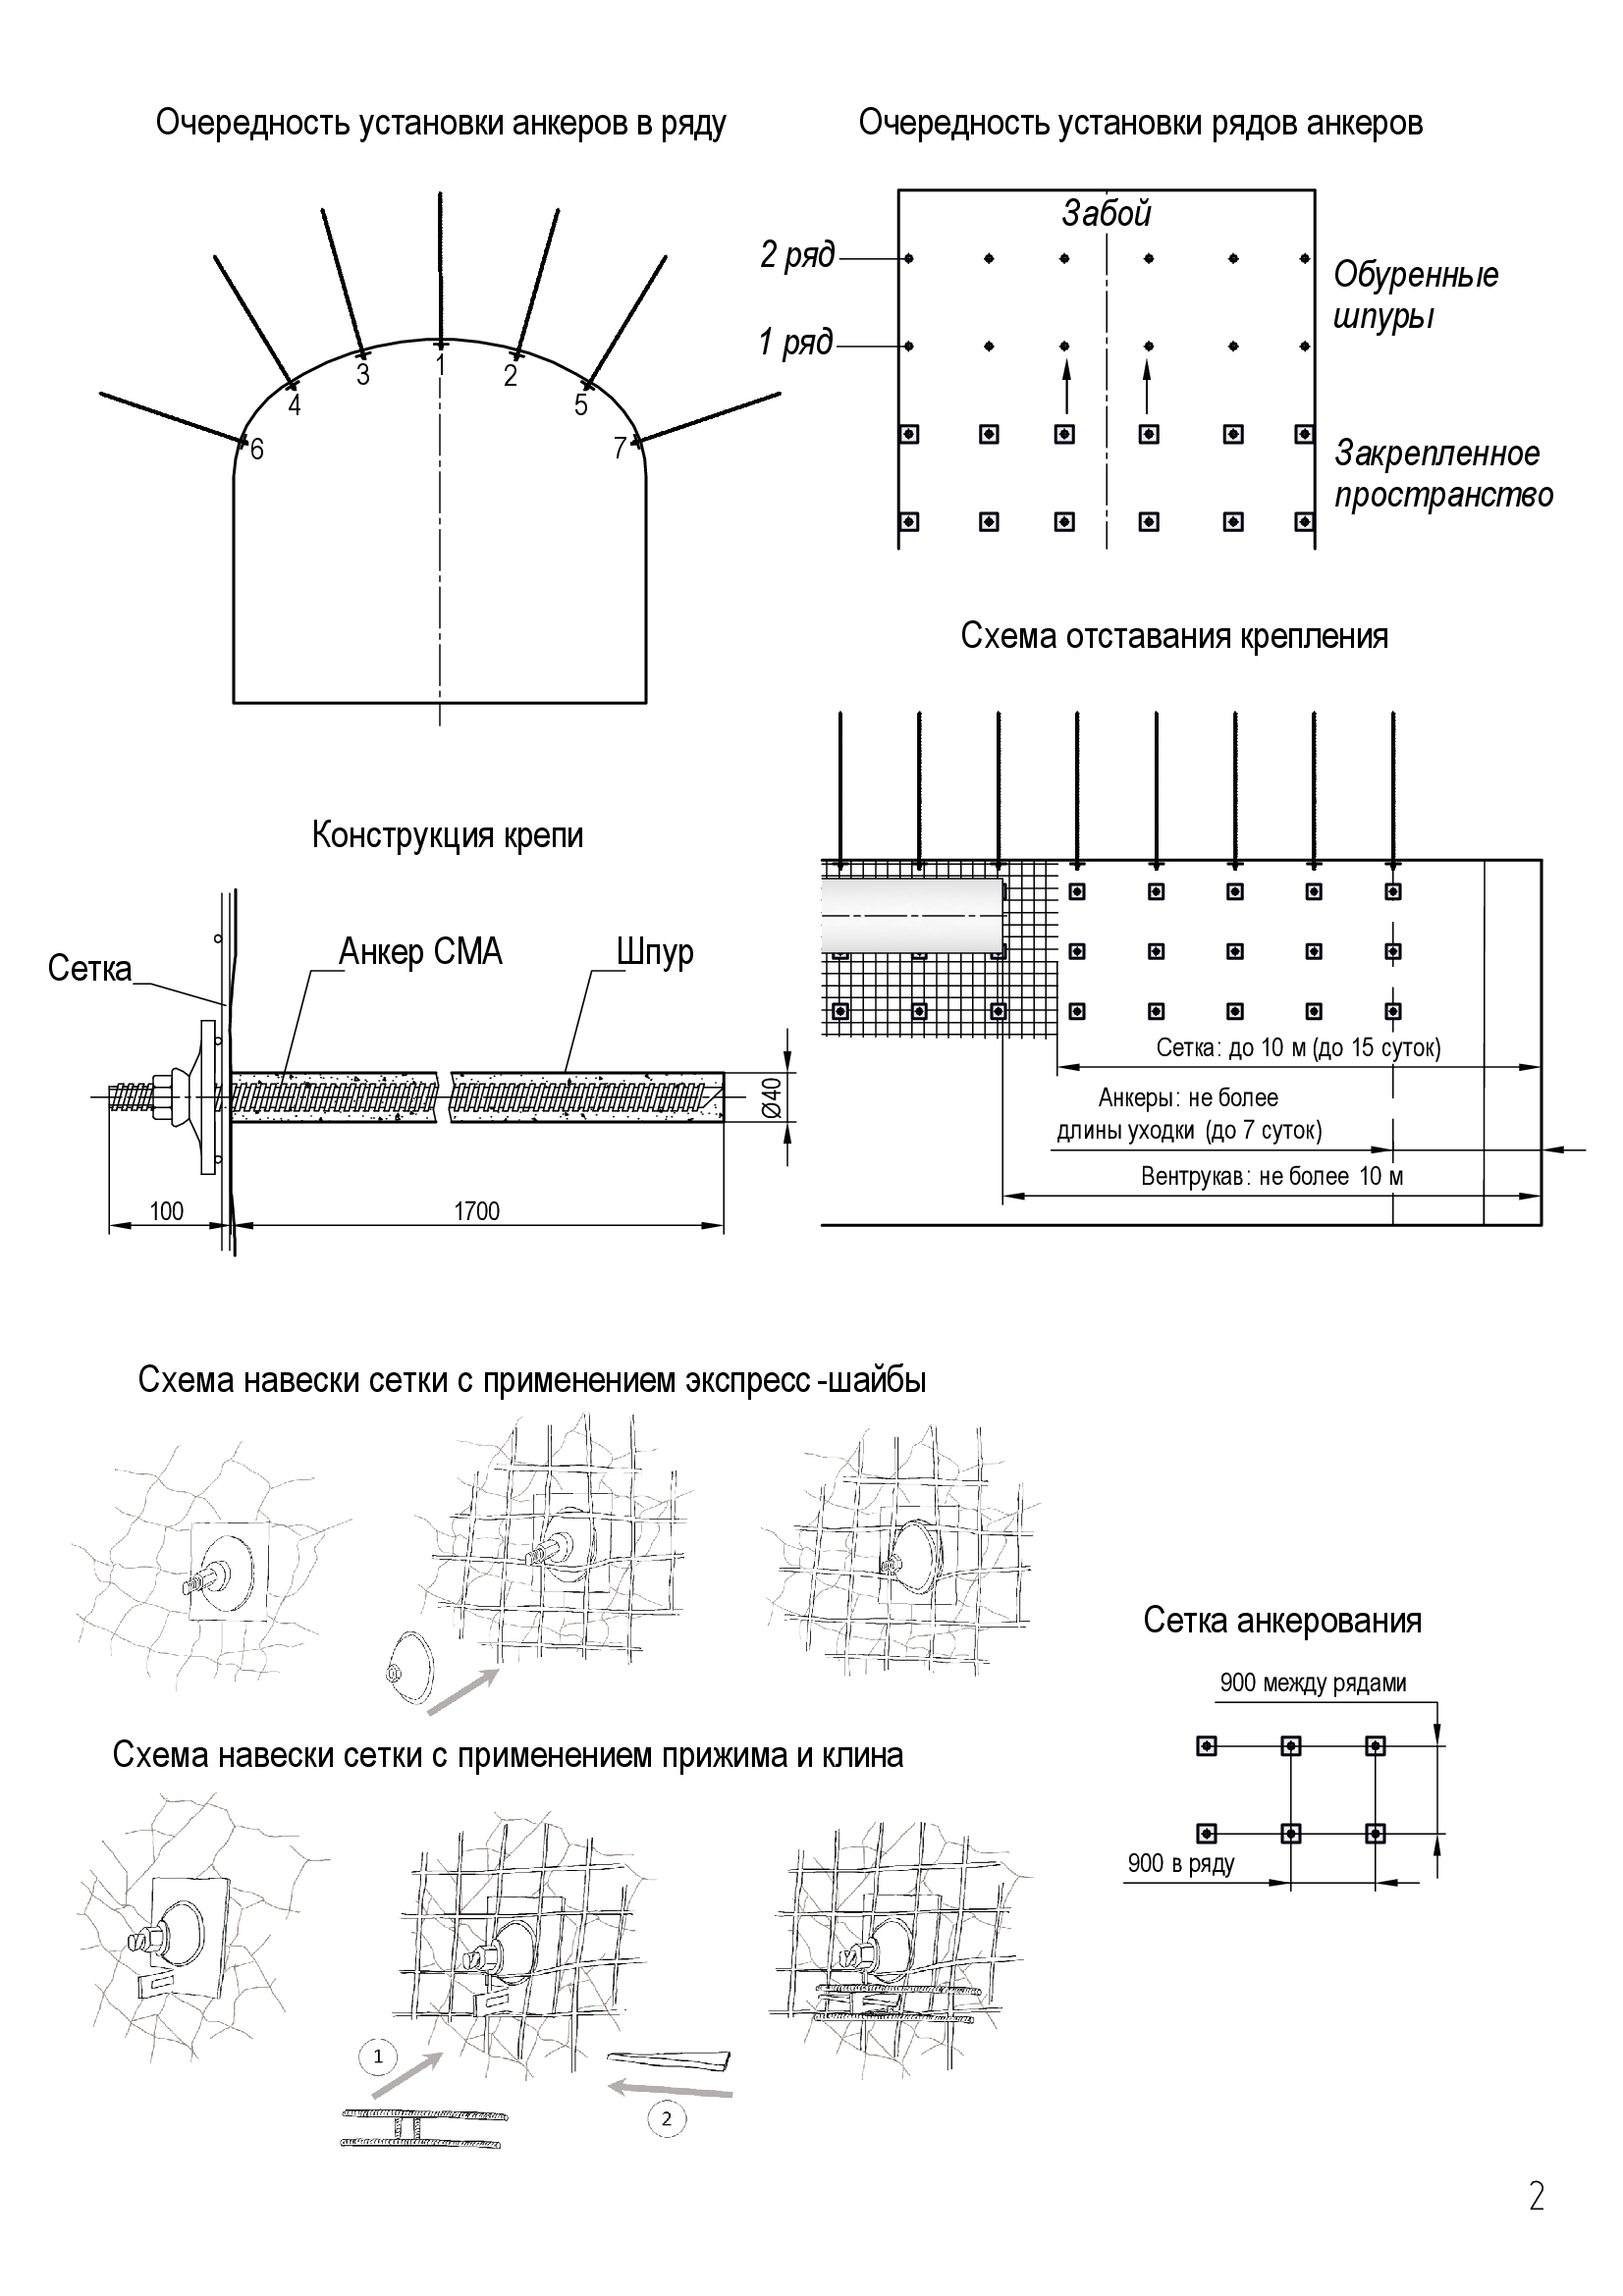 Очередность установки анкеров в ряду
3
1
2
4
5
6
7
Очередность установки рядов анкеров
Забой
2 ряд
Обуренные
шпуры
1 ряд
Закрепленное
пространство
Схема отставания крепления
Сетка: до 10 м (до 15 суток)
Анкеры: не более
длины уходки (до 7 суток)
Вентрукав: не более 10 м
Конструкция крепи
Сетка
Анкер СМА
Шпур
Ø40
100
1700
Схема навески сетки с применением экспресс-шайбы
Схема навески сетки с применением прижима и клина
1
2
Сетка анкерования
900 между рядами
900 в ряду
2